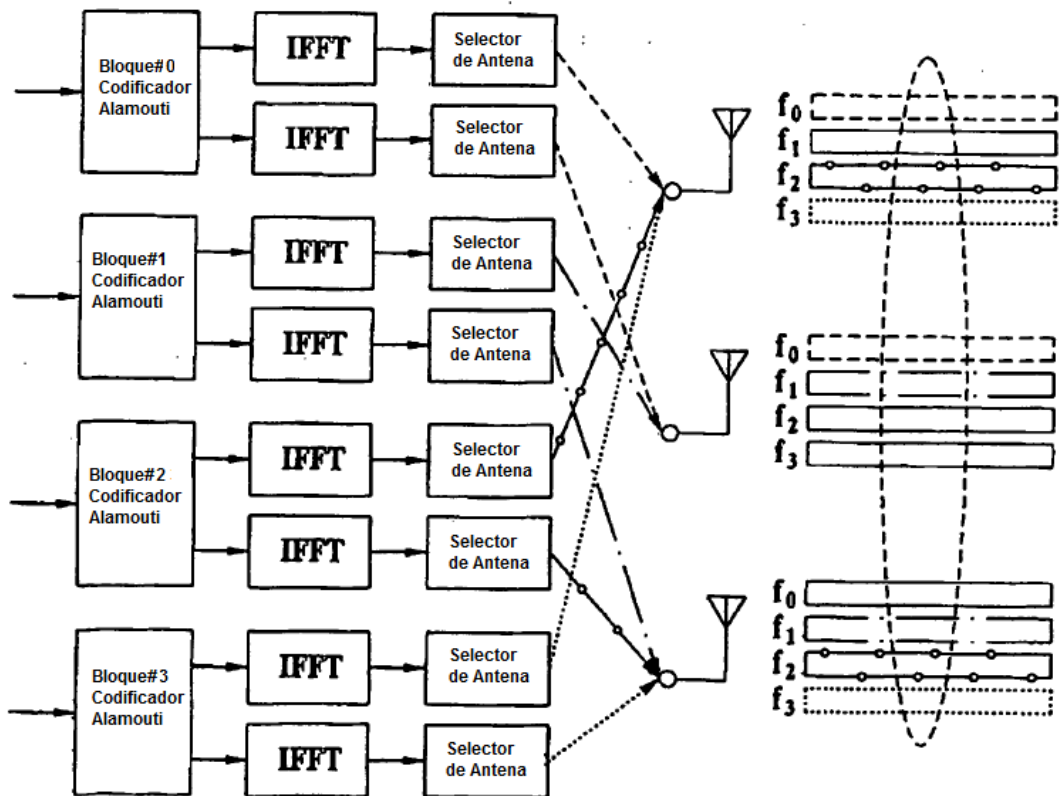 Bloque#0
Codificador
Alamouti
IFFT
Selector
de Antena
IFFT
Selector
de Antena
Bloque#1
Codificador
Alamouti
IFFT
Selector
de Antena
IFFT
Selector
de Antena
Bloque#2
Codificador
Alamouti
IFFT
Selector
de Antena
IFFT
Selector
de Antena
Bloque#3
Codificador
Alamouti
IFFT
Selector
de Antena
IFFT
Selector
de Antena
f0
f1
f2
f3
f0
f1
f2
f3
f0
f1
f2
f3